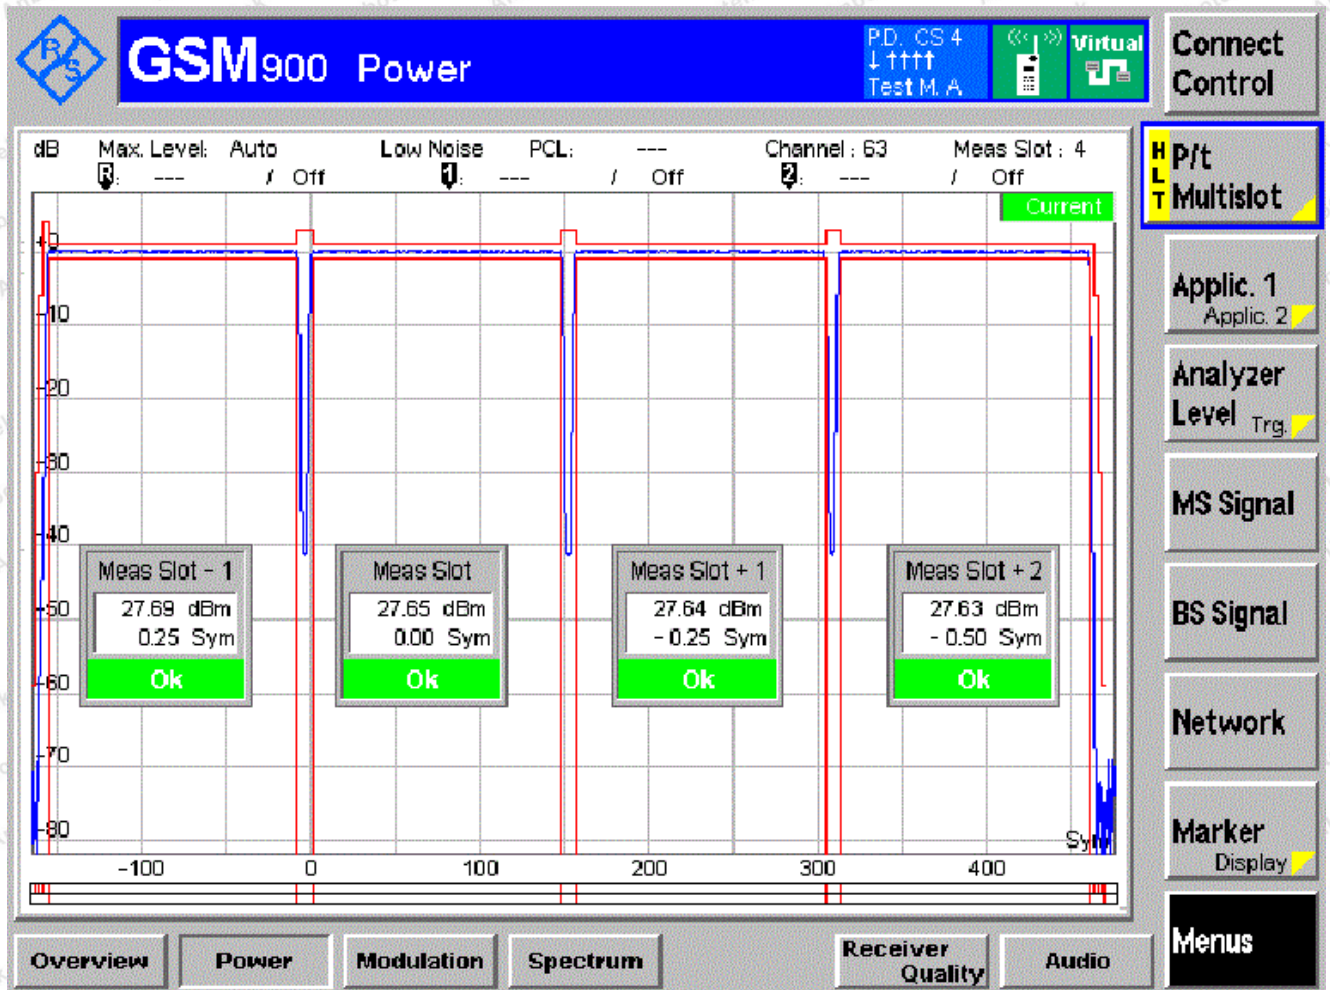 R S
GSM900 Power
P.D. CS 4
↓↑↑↑↑
Test M. A
Virtual
Connect
Control
dB Max. Level: Auto Low Noise PCL: --- Channel : 63 Meas Slot : 4
R: --- / Off 1: --- / Off 2: --- / Off
Current
H L T
P/t
Multislot
Applic. 1
Applic. 2
Analyzer
Level Trg.
MS Signal
BS Signal
Network
Marker
Display
Menus
+0
-10
-20
-30
-40
-50
-60
-70
-80
Meas Slot - 1
27.69 dBm
0.25 Sym
Ok
Meas Slot
27.65 dBm
0.00 Sym
Ok
Meas Slot + 1
27.64 dBm
- 0.25 Sym
Ok
Meas Slot + 2
27.63 dBm
- 0.50 Sym
Ok
Sym
-100 0 100 200 300 400
Overview Power Modulation Spectrum Receiver Quality Audio